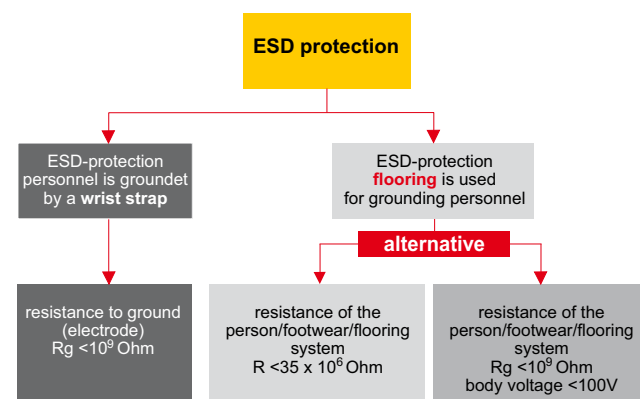 ESD protection
ESD-protection
personnel is groundet
by a wrist strap
ESD-protection
flooring is used
for grounding personnel
alternative
resistance to ground
(electrode)
Rg <10⁹ Ohm
resistance of the
person/footwear/flooring
system
R <35 x 10⁶ Ohm
resistance of the
person/footwear/flooring
system
Rg <10⁹ Ohm
body voltage <100V